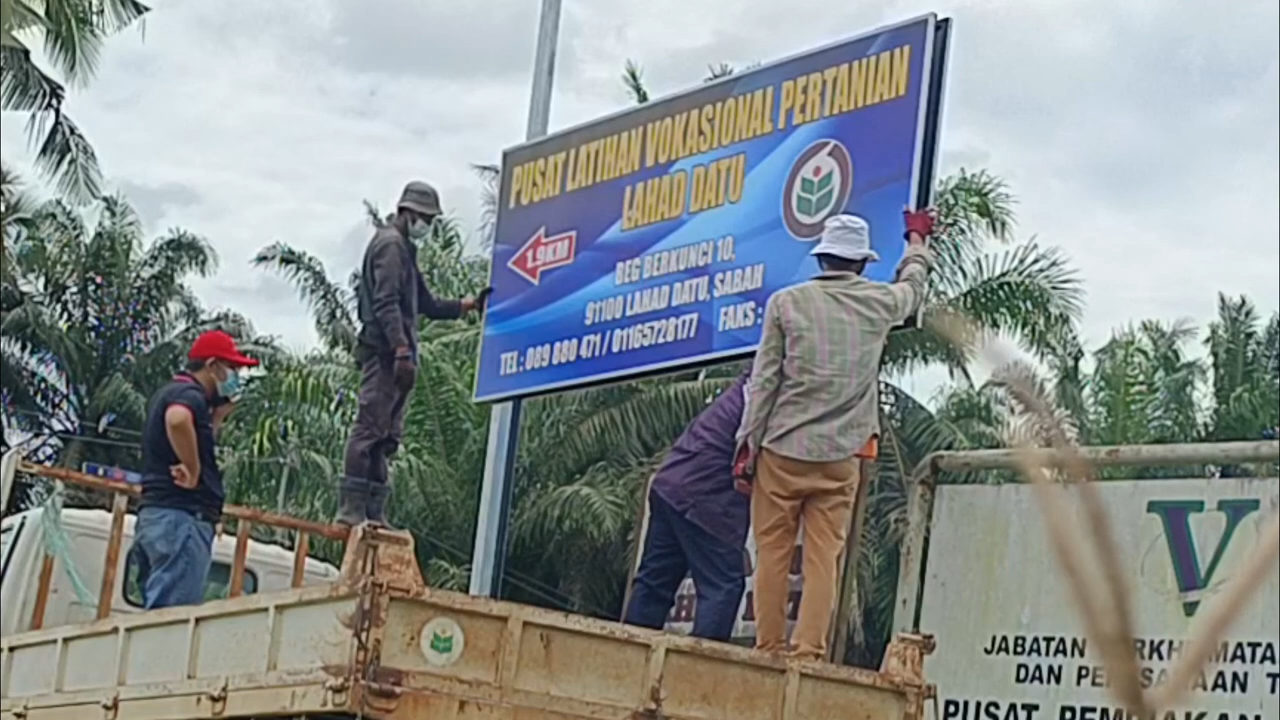 PUSAT LATIHAN VOKASIONAL PERTANIAN
LAHAD DATU
1.9KM
BEG BERKUNCI 10,
91100 LAHAD DATU, SABAH
TEL : 089 880 471 / 01165728177 FAKS :
V
JABATAN
DAN
PUSAT